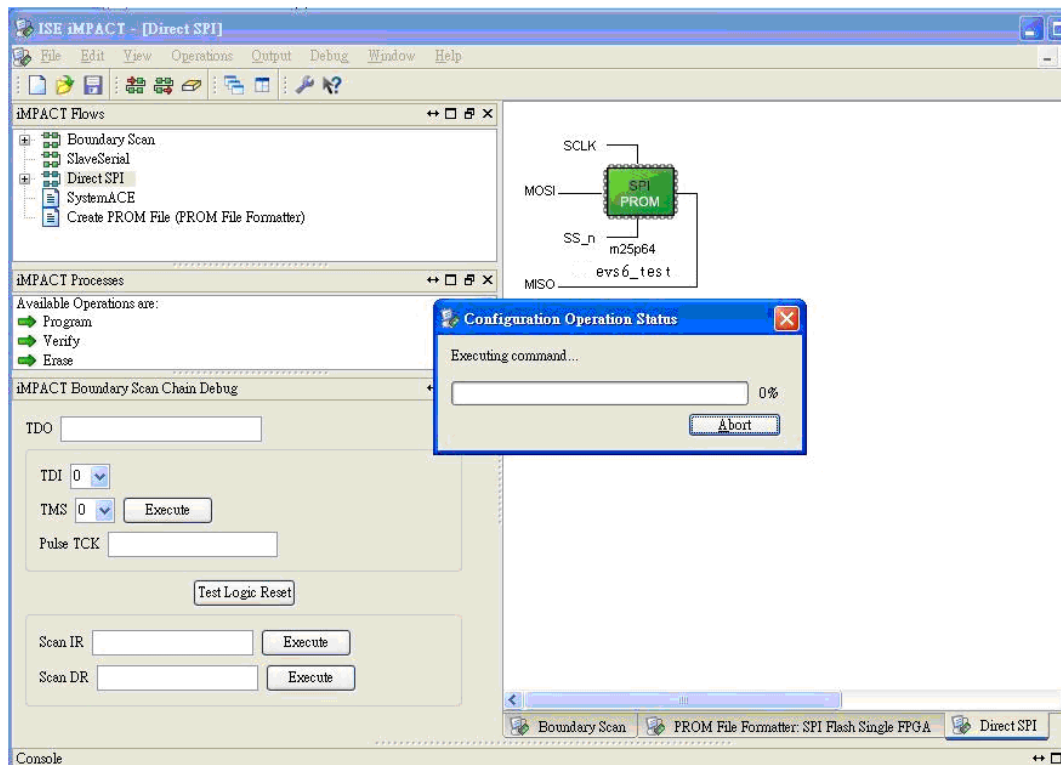 ISE iMPACT - [Direct SPI]
File Edit View Operations Output Debug Window Help
iMPACT Flows
Boundary Scan
SlaveSerial
Direct SPI
SystemACE
Create PROM File (PROM File Formatter)
iMPACT Processes
Available Operations are:
Program
Verify
Erase
iMPACT Boundary Scan Chain Debug
TDO
TDI 0
TMS 0 Execute
Pulse TCK
Test Logic Reset
Scan IR Execute
Scan DR Execute
SCLK
MOSI
SPI
PROM
SS_n
m25p64
evs6_test
MISO
Configuration Operation Status
Executing command...
0%
Abort
Boundary Scan PROM File Formatter: SPI Flash Single FPGA Direct SPI
Console